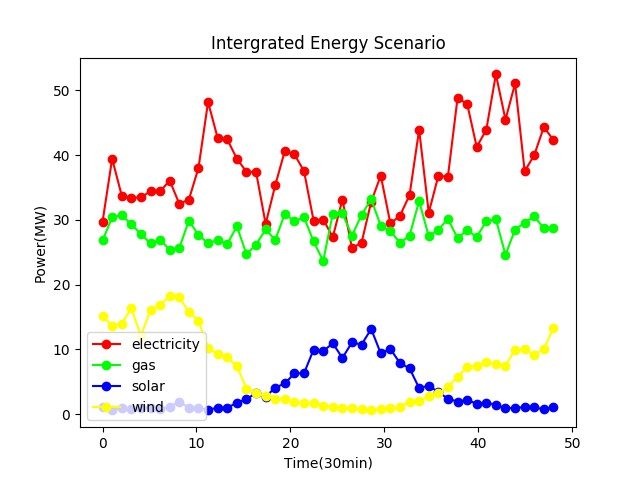 Intergrated Energy Scenario
Power(MW)
50
40
30
20
10
0
electricity
gas
solar
wind
0 10 20 30 40 50
Time(30min)